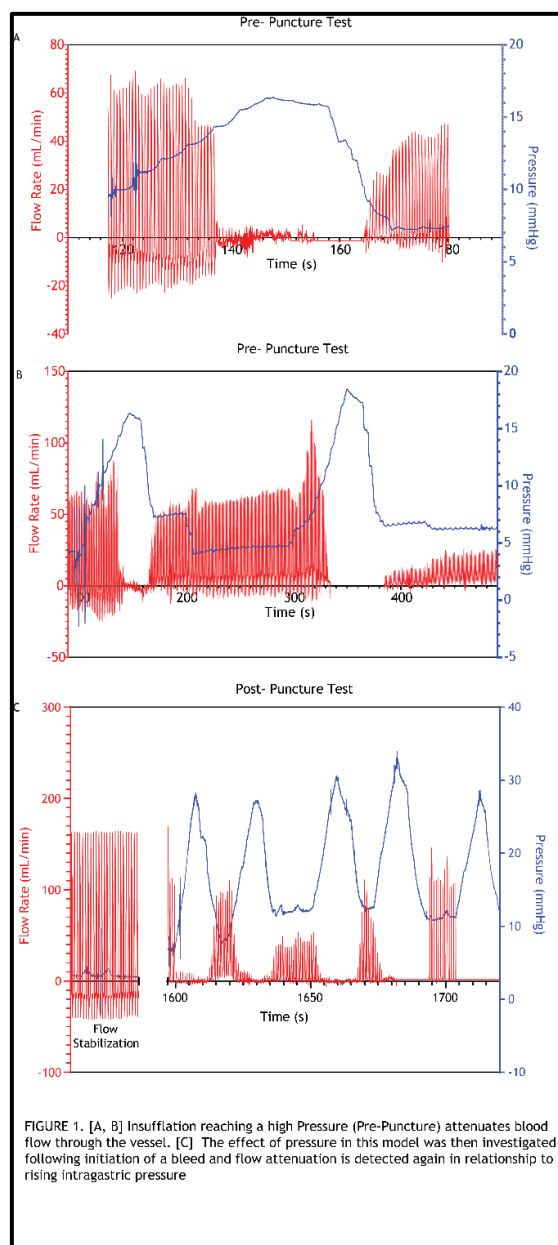 Pre- Puncture Test
A
80
60
40
20
0
-20
-40
Flow Rate (mL/min)
120
140
160
80
Time (s)
20
15
10
5
0
Pressure (mmHg)
Pre- Puncture Test
B
150
100
50
0
-50
Flow Rate (mL/min)
00
200
300
400
Time (s)
20
15
10
5
0
-5
Pressure (mmHg)
Post- Puncture Test
C
300
200
100
0
-100
Flow Rate (mL/min)
Flow
Stabilization
1600
1650
1700
Time (s)
40
30
20
10
0
-10
Pressure (mmHg)
FIGURE 1. [A, B] Insufflation reaching a high Pressure (Pre-Puncture) attenuates blood
flow through the vessel. [C] The effect of pressure in this model was then investigated
following initiation of a bleed and flow attenuation is detected again in relationship to
rising intragastric pressure